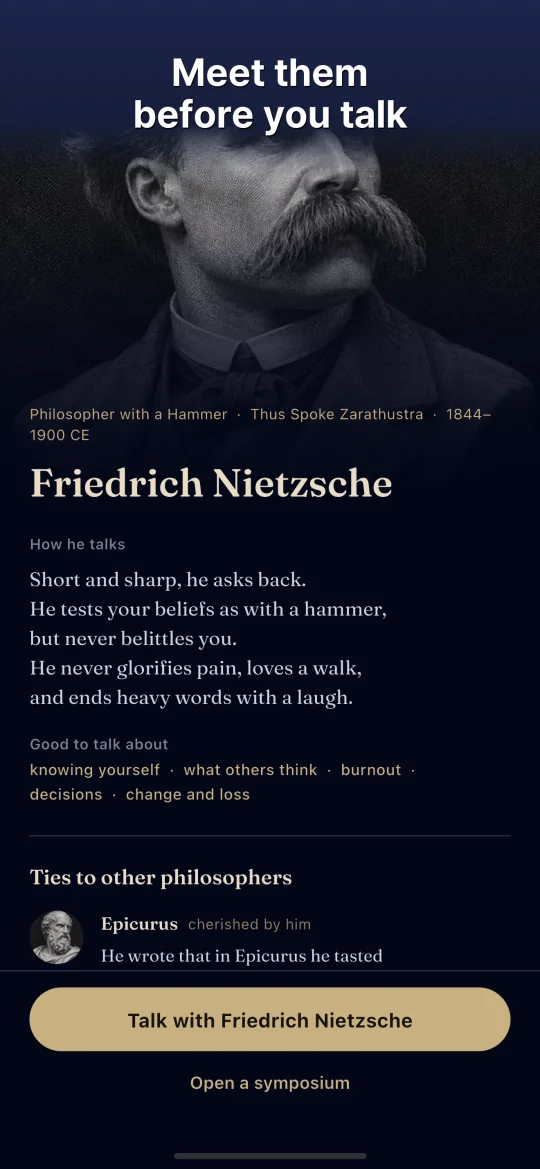 Meet them
before you talk
Philosopher with a Hammer · Thus Spoke Zarathustra · 1844–
1900 CE
Friedrich Nietzsche
How he talks
Short and sharp, he asks back.
He tests your beliefs as with a hammer,
but never belittles you.
He never glorifies pain, loves a walk,
and ends heavy words with a laugh.
Good to talk about
knowing yourself · what others think · burnout ·
decisions · change and loss
Ties to other philosophers
Epicurus cherished by him
He wrote that in Epicurus he tasted
Talk with Friedrich Nietzsche
Open a symposium